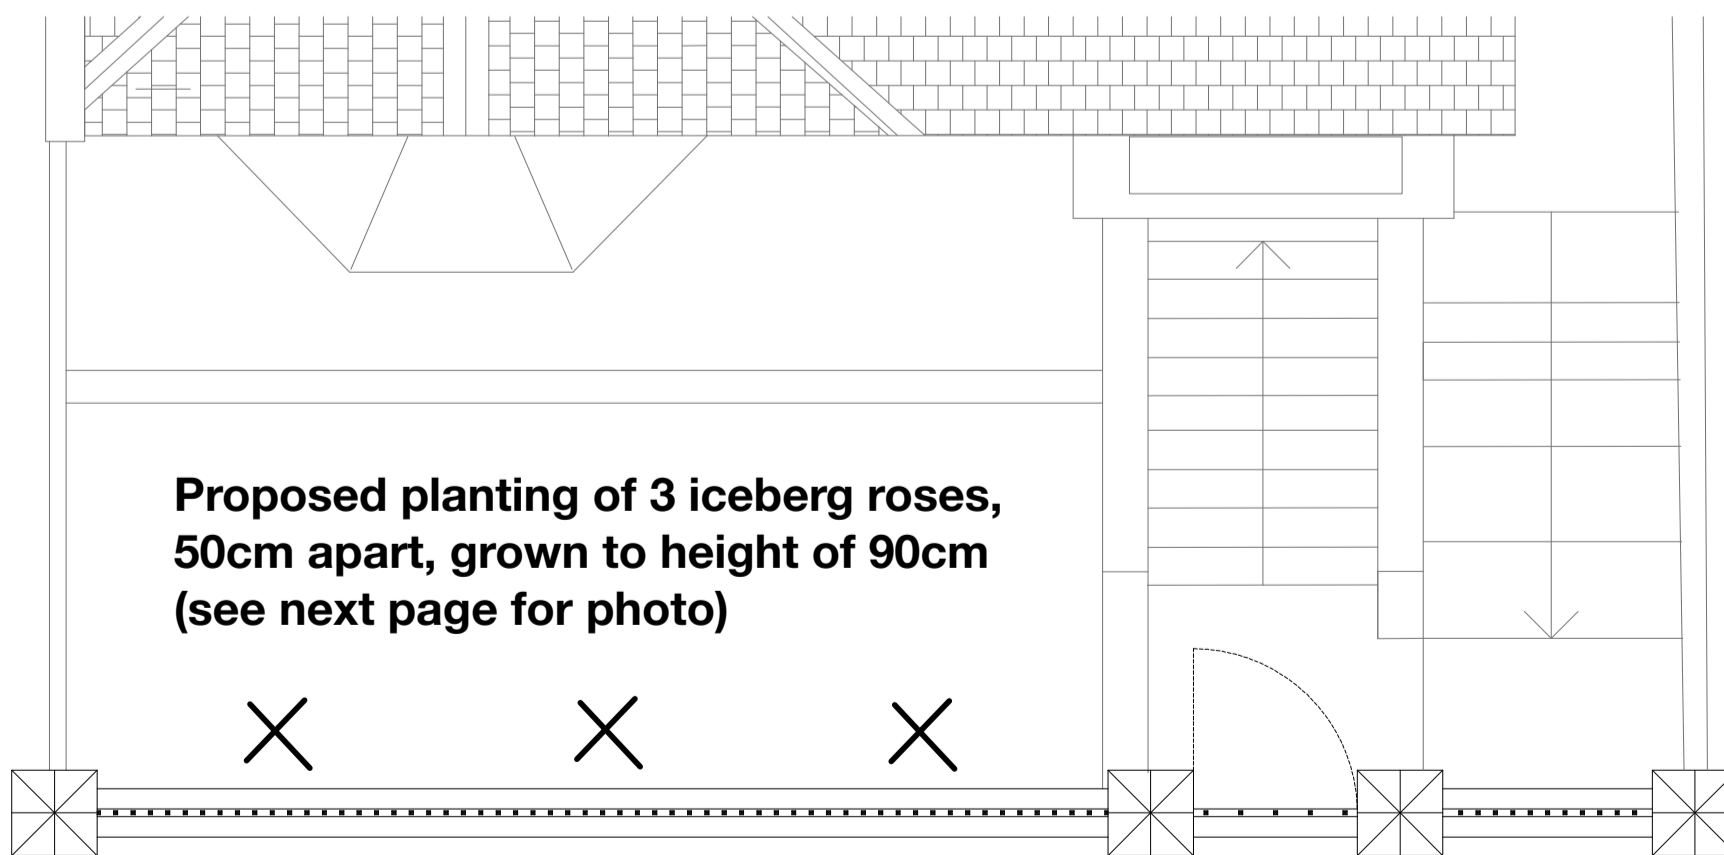 Proposed planting of 3 iceberg roses,
50cm apart, grown to height of 90cm
(see next page for photo)